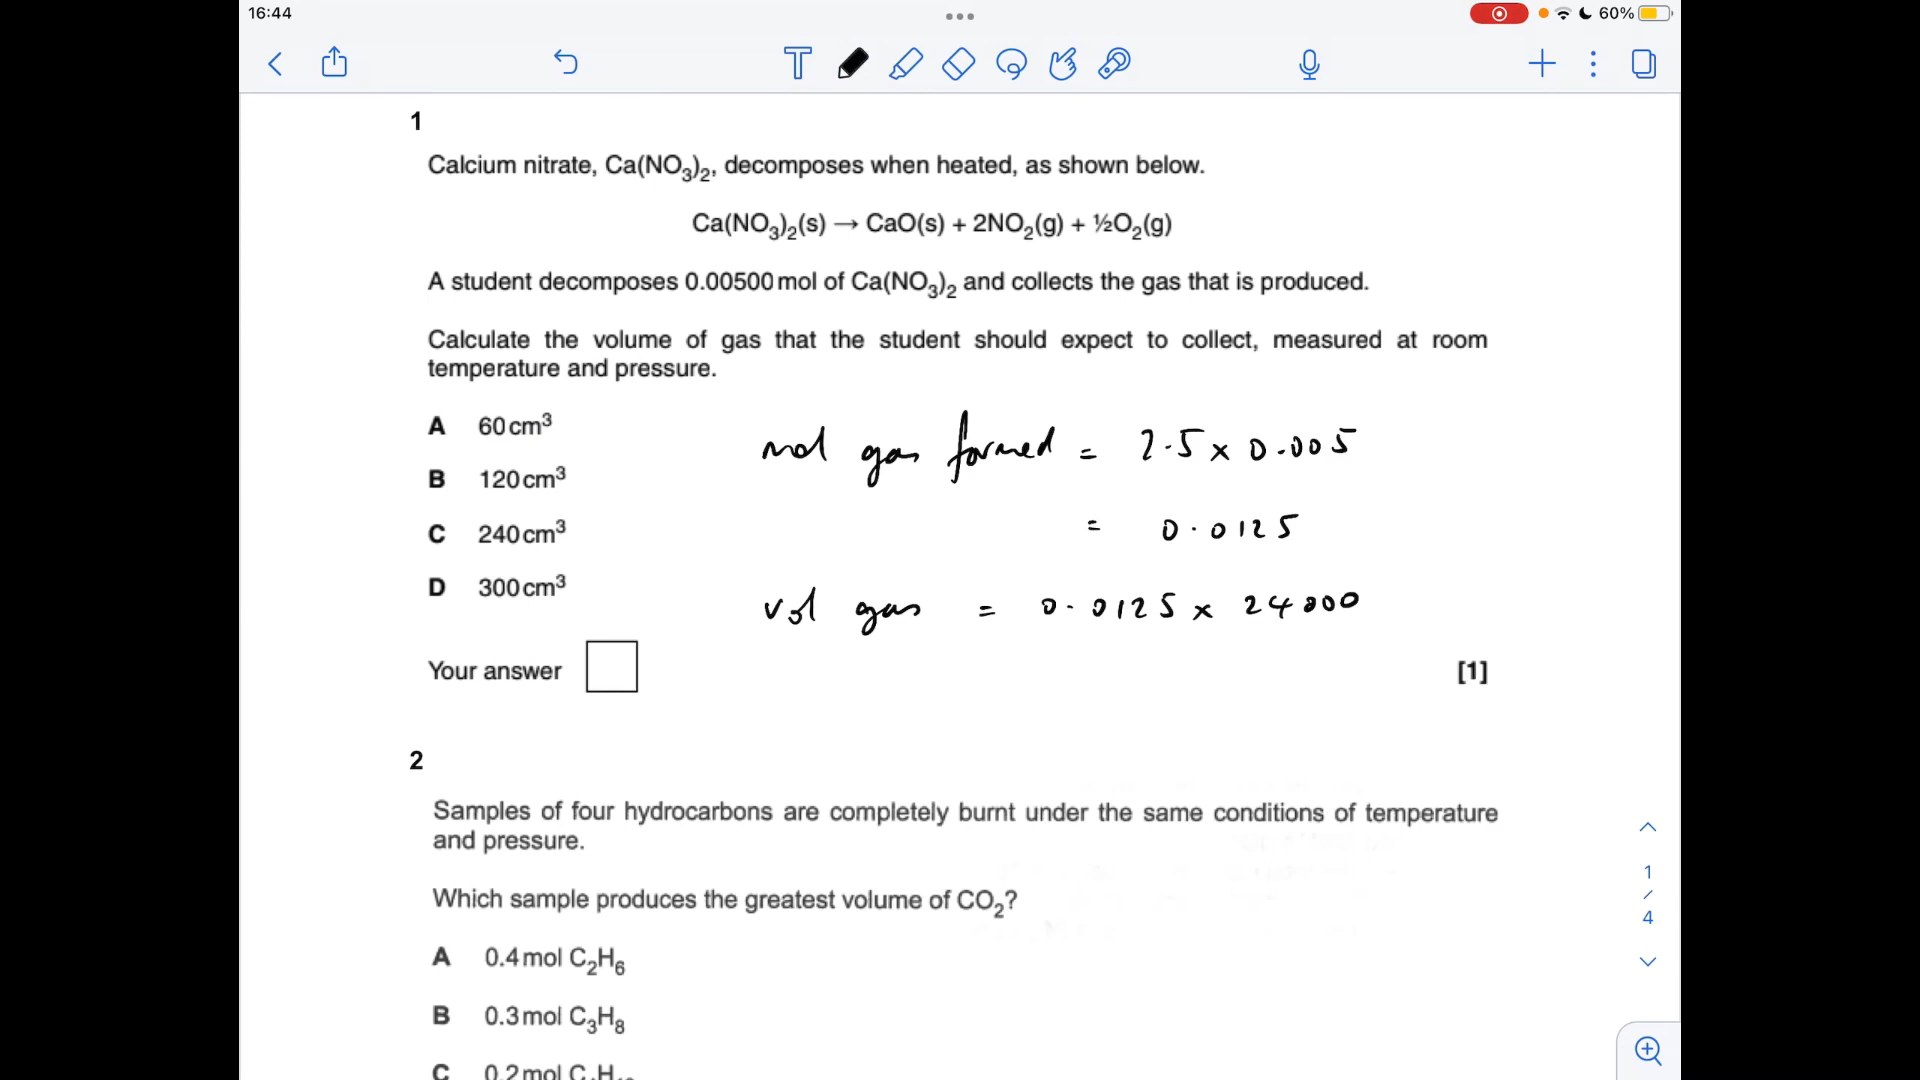 16:44
60%
1
Calcium nitrate, Ca(NO₃)₂, decomposes when heated, as shown below.
Ca(NO₃)₂(s) → CaO(s) + 2NO₂(g) + ½O₂(g)
A student decomposes 0.00500 mol of Ca(NO₃)₂ and collects the gas that is produced.
Calculate the volume of gas that the student should expect to collect, measured at room
temperature and pressure.
A 60 cm³
B 120 cm³
C 240 cm³
D 300 cm³
mol gas formed = 2.5 x 0.005
= 0.0125
vol gas = 0.0125 x 24000
Your answer
[1]
2
Samples of four hydrocarbons are completely burnt under the same conditions of temperature
and pressure.
Which sample produces the greatest volume of CO₂?
A 0.4 mol C₂H₆
B 0.3 mol C₃H₈
C 0.2 mol
1
/
4